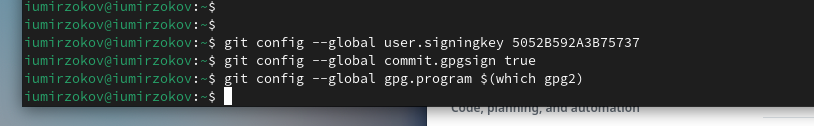 iumirzokov@iumirzokov:~$
iumirzokov@iumirzokov:~$
iumirzokov@iumirzokov:~$ git config --global user.signingkey 5052B592A3B75737
iumirzokov@iumirzokov:~$ git config --global commit.gpgsign true
iumirzokov@iumirzokov:~$ git config --global gpg.program $(which gpg2)
iumirzokov@iumirzokov:~$
Code, planning, and automation